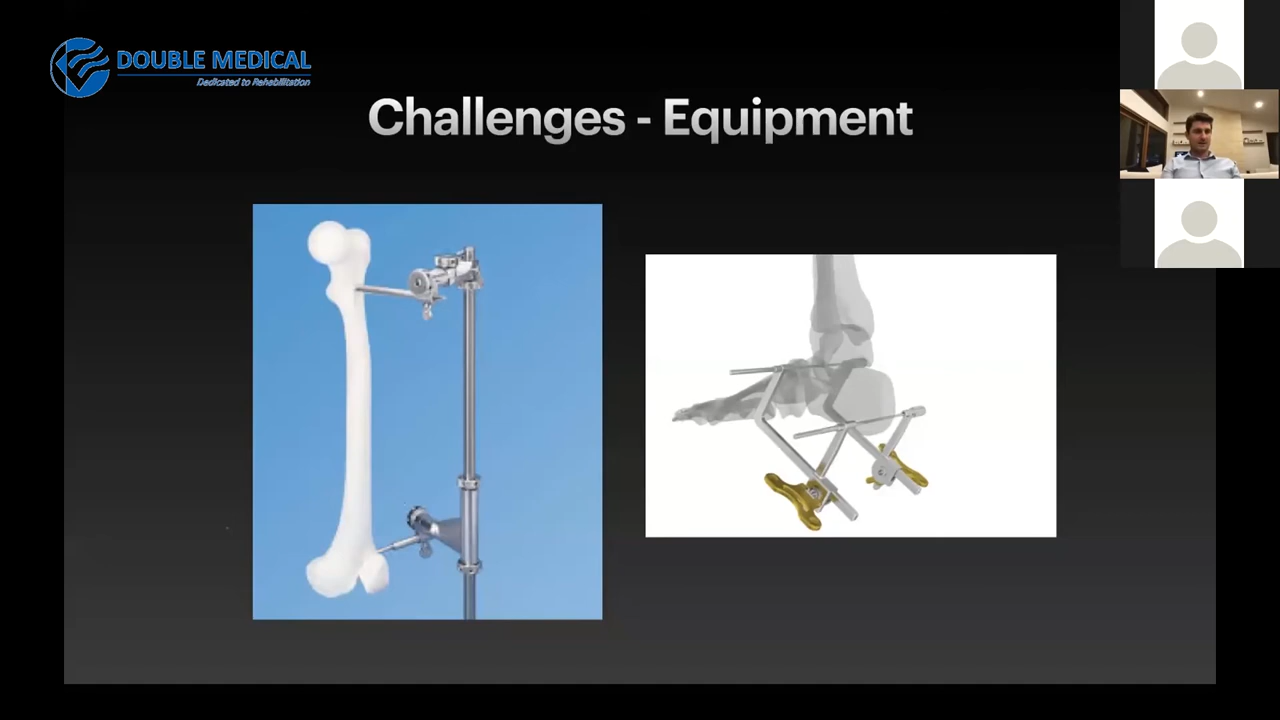 DOUBLE MEDICAL
Dedicated to Rehabilitation
Challenges - Equipment